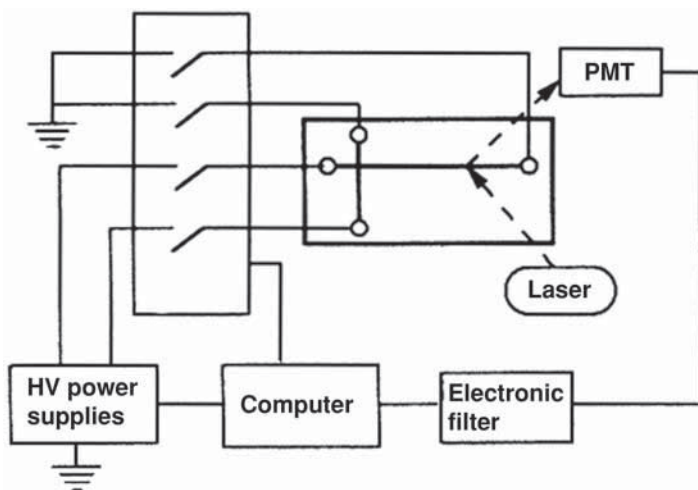 PMT
Laser
HV power
supplies
Computer
Electronic
filter